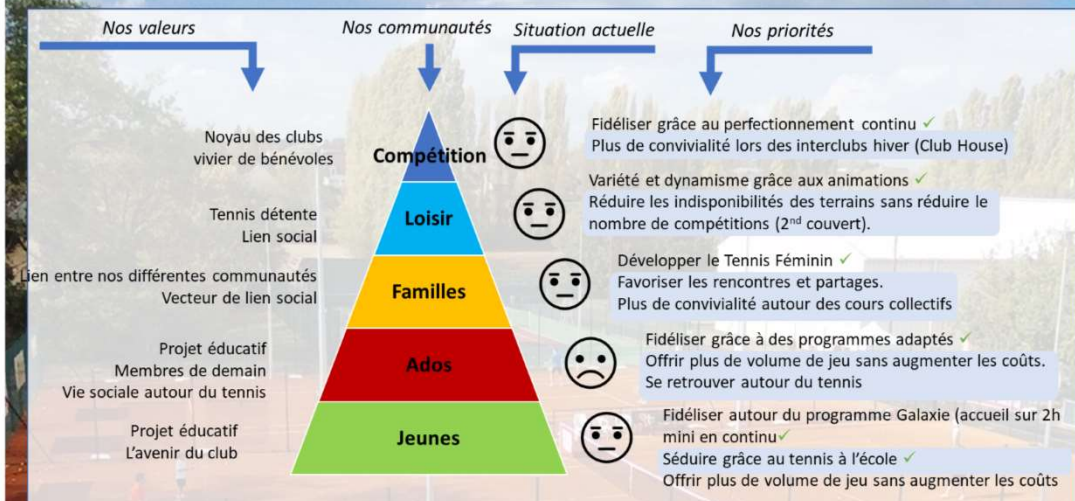 Nos valeurs
Nos communautés
Situation actuelle
Nos priorités
Noyau des clubs
vivier de bénévoles
Compétition
Fidéliser grâce au perfectionnement continu ✓
Plus de convivialité lors des interclubs hiver (Club House)
Tennis détente
Lien social
Loisir
Variété et dynamisme grâce aux animations ✓
Réduire les indisponibilités des terrains sans réduire le
nombre de compétitions (2nd couvert).
Lien entre nos différentes communautés
Vecteur de lien social
Familles
Développer le Tennis Féminin ✓
Favoriser les rencontres et partages.
Plus de convivialité autour des cours collectifs
Projet éducatif
Membres de demain
Vie sociale autour du tennis
Ados
Fidéliser grâce à des programmes adaptés ✓
Offrir plus de volume de jeu sans augmenter les coûts.
Se retrouver autour du tennis
Projet éducatif
L'avenir du club
Jeunes
Fidéliser autour du programme Galaxie (accueil sur 2h
mini en continu ✓
Séduire grâce au tennis à l'école ✓
Offrir plus de volume de jeu sans augmenter les coûts